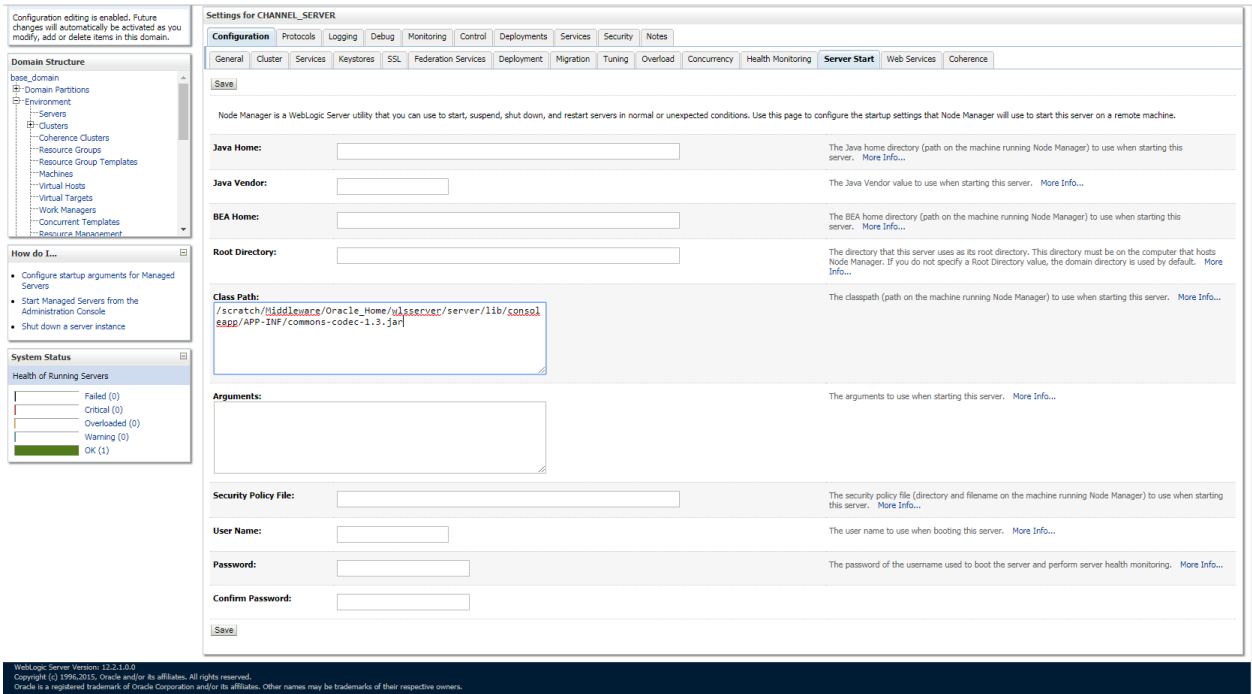 Configuration editing is enabled. Future
changes will automatically be activated as you
modify, add or delete items in this domain.
Domain Structure
base_domain
Domain Partitions
Environment
Servers
Clusters
Coherence Clusters
Resource Groups
Resource Group Templates
Machines
Virtual Hosts
Virtual Targets
Work Managers
Concurrent Templates
Resource Management
How do I...
Configure startup arguments for Managed
Servers
Start Managed Servers from the
Administration Console
Shut down a server instance
System Status
Health of Running Servers
Failed (0)
Critical (0)
Overloaded (0)
Warning (0)
OK (1)
Settings for CHANNEL_SERVER
Configuration Protocols Logging Debug Monitoring Control Deployments Services Security Notes
General Cluster Services Keystores SSL Federation Services Deployment Migration Tuning Overload Concurrency Health Monitoring Server Start Web Services Coherence
Save
Node Manager is a WebLogic Server utility that you can use to start, suspend, shut down, and restart servers in normal or unexpected conditions. Use this page to configure the startup settings that Node Manager will use to start this server on a remote machine.
Java Home:
The Java home directory (path on the machine running Node Manager) to use when starting this
server. More Info...
Java Vendor:
The Java Vendor value to use when starting this server. More Info...
BEA Home:
The BEA home directory (path on the machine running Node Manager) to use when starting this
server. More Info...
Root Directory:
The directory that this server uses as its root directory. This directory must be on the computer that hosts
Node Manager. If you do not specify a Root Directory value, the domain directory is used by default. More
Info...
Class Path:
/scratch/Middleware/Oracle_Home/wlsserver/server/lib/consol
eapp/APP-INF/commons-codec-1.3.jar
The classpath (path on the machine running Node Manager) to use when starting this server. More Info...
Arguments:
The arguments to use when starting this server. More Info...
Security Policy File:
The security policy file (directory and filename on the machine running Node Manager) to use when starting
this server. More Info...
User Name:
The user name to use when booting this server. More Info...
Password:
The password of the username used to boot the server and perform server health monitoring. More Info...
Confirm Password:
Save
WebLogic Server Version: 12.2.1.0.0
Copyright (c) 1996,2015, Oracle and/or its affiliates. All rights reserved.
Oracle is a registered trademark of Oracle Corporation and/or its affiliates. Other names may be trademarks of their respective owners.